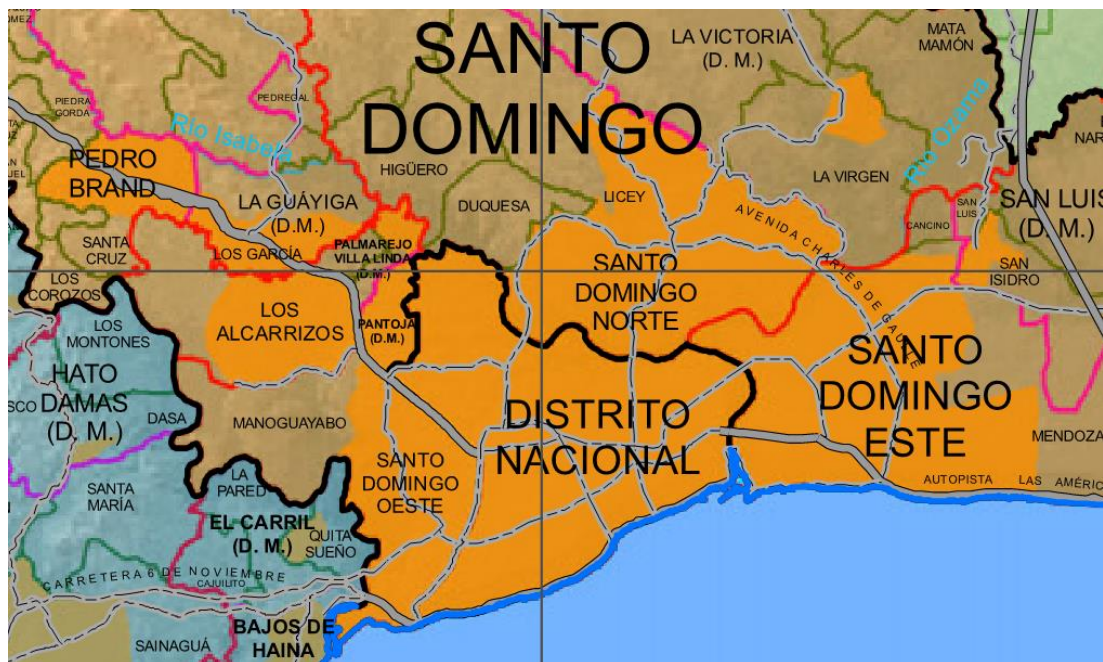 GOMEZ
SANTO
DOMINGO
LA VICTORIA
(D. M.)
MATA
MAMÓN
PIEDRA
GORDA
PEDREGAL
Río Isabela
Río Ozama
PEDRO
BRAND
HIGÜERO
LA VIRGEN
LICEY
LA GUÁYIGA
(D.M.)
DUQUESA
SAN
LUIS
SAN LUIS
(D. M.)
CANCINO
AVENIDA CHARLES DE GAULLE
SANTA
CRUZ
LOS GARCÍA
PALMAREJO
VILLA LINDA
(D.M.)
SANTO
DOMINGO
NORTE
SAN
ISIDRO
LOS
COROZOS
LOS
ALCARRIZOS
PANTOJA
(D.M.)
LOS
MONTONES
SANTO
DOMINGO
ESTE
HATO
DAMAS
(D. M.)
DASA
MANOGUAYABO
DISTRITO
NACIONAL
MENDOZA
SANTO
DOMINGO
OESTE
LA
PARED
SANTA
MARÍA
AUTOPISTA LAS AMÉRIC
EL CARRIL
(D. M.)
QUITA
SUEÑO
CARRETERA 6 DE NOVIEMBRE
CAJUILITO
BAJOS DE
HAINA
SAINAGUÁ